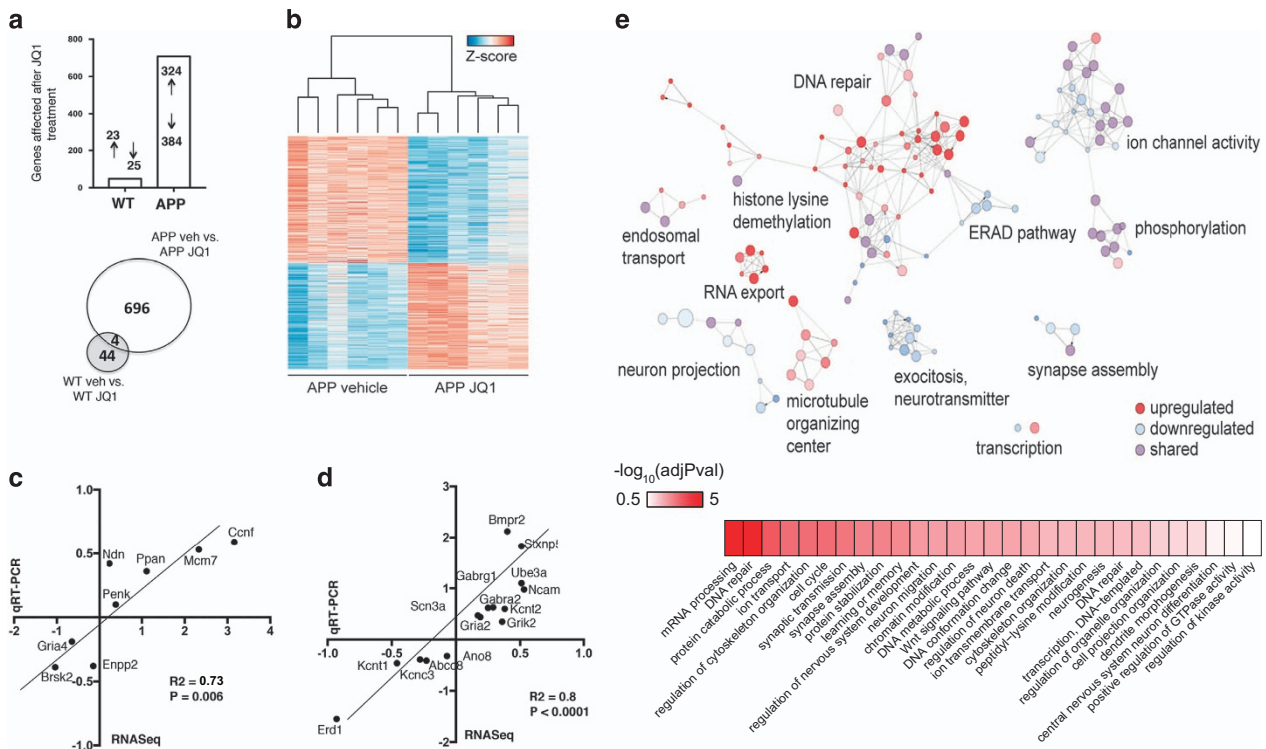 a
Genes affected after JQ1
treatment
800
600
400
200
0
23
25
324
384
WT
APP
APP veh vs.
APP JQ1
696
4
44
WT veh vs.
WT JQ1
b
Z-score
APP vehicle
APP JQ1
c
qRT-PCR
1.0
0.5
-0.5
-1.0
-2
-1
0
1
2
3
4
Ndn
Ppan
Mcm7
Ccnf
Penk
Gria4
Brsk2
Enpp2
R2 = 0.73
P = 0.006
RNASeq
d
qRT-PCR
3
2
1
-1
-2
-1.0
-0.5
0.0
0.5
1.0
Bmpr2
Gabrg1
Ube3a
Ncam
Scn3a
Gabra2
Kcnt2
Gria2
Grik2
Kcnt1
Abcd8
Ano8
Kcnc3
Erd1
R2 = 0.8
P < 0.0001
RNASeq
e
DNA repair
ion channel activity
histone lysine
demethylation
ERAD pathway
phosphorylation
endosomal
transport
RNA export
neuron projection
microtubule
organizing
center
exocitosis,
neurotransmitter
synapse assembly
transcription
upregulated
downregulated
shared
-log10(adjPval)
0.5
5
mRNA processing
DNA repair
protein catabolic process
protein transport
regulation of cytoskeleton organization
cell cycle
synaptic transmission
synapse assembly
protein stabilization
learning or memory
regulation of nervous system development
neuron migration
chromatin modification
DNA metabolic process
Wnt signaling pathway
DNA conformation change
regulation of neuron death
ion transmembrane transport
cytoskeleton organization
peptidyl-lysine modification
neurogenesis
DNA repair
transcription, DNA-templated
regulation of organelle organization
cell projection organization
dendrite morphogenesis
central nervous system neuron differentiation
positive regulation of GTPase activity
regulation of kinase activity